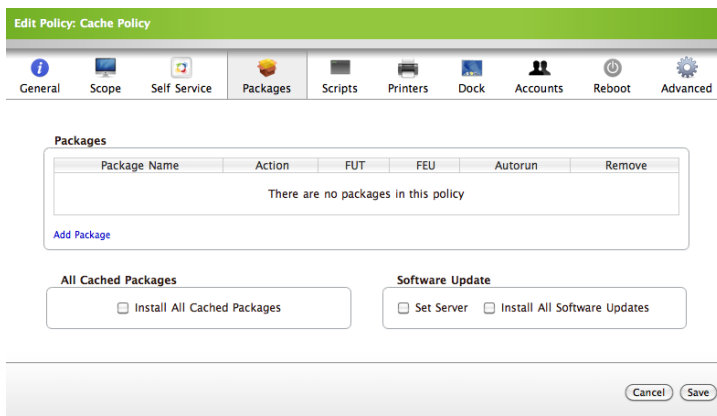 Edit Policy: Cache Policy
General Scope Self Service Packages Scripts Printers Dock Accounts Reboot Advanced
Packages
Package Name Action FUT FEU Autorun Remove
There are no packages in this policy
Add Package
All Cached Packages Software Update
Install All Cached Packages Set Server Install All Software Updates
Cancel Save